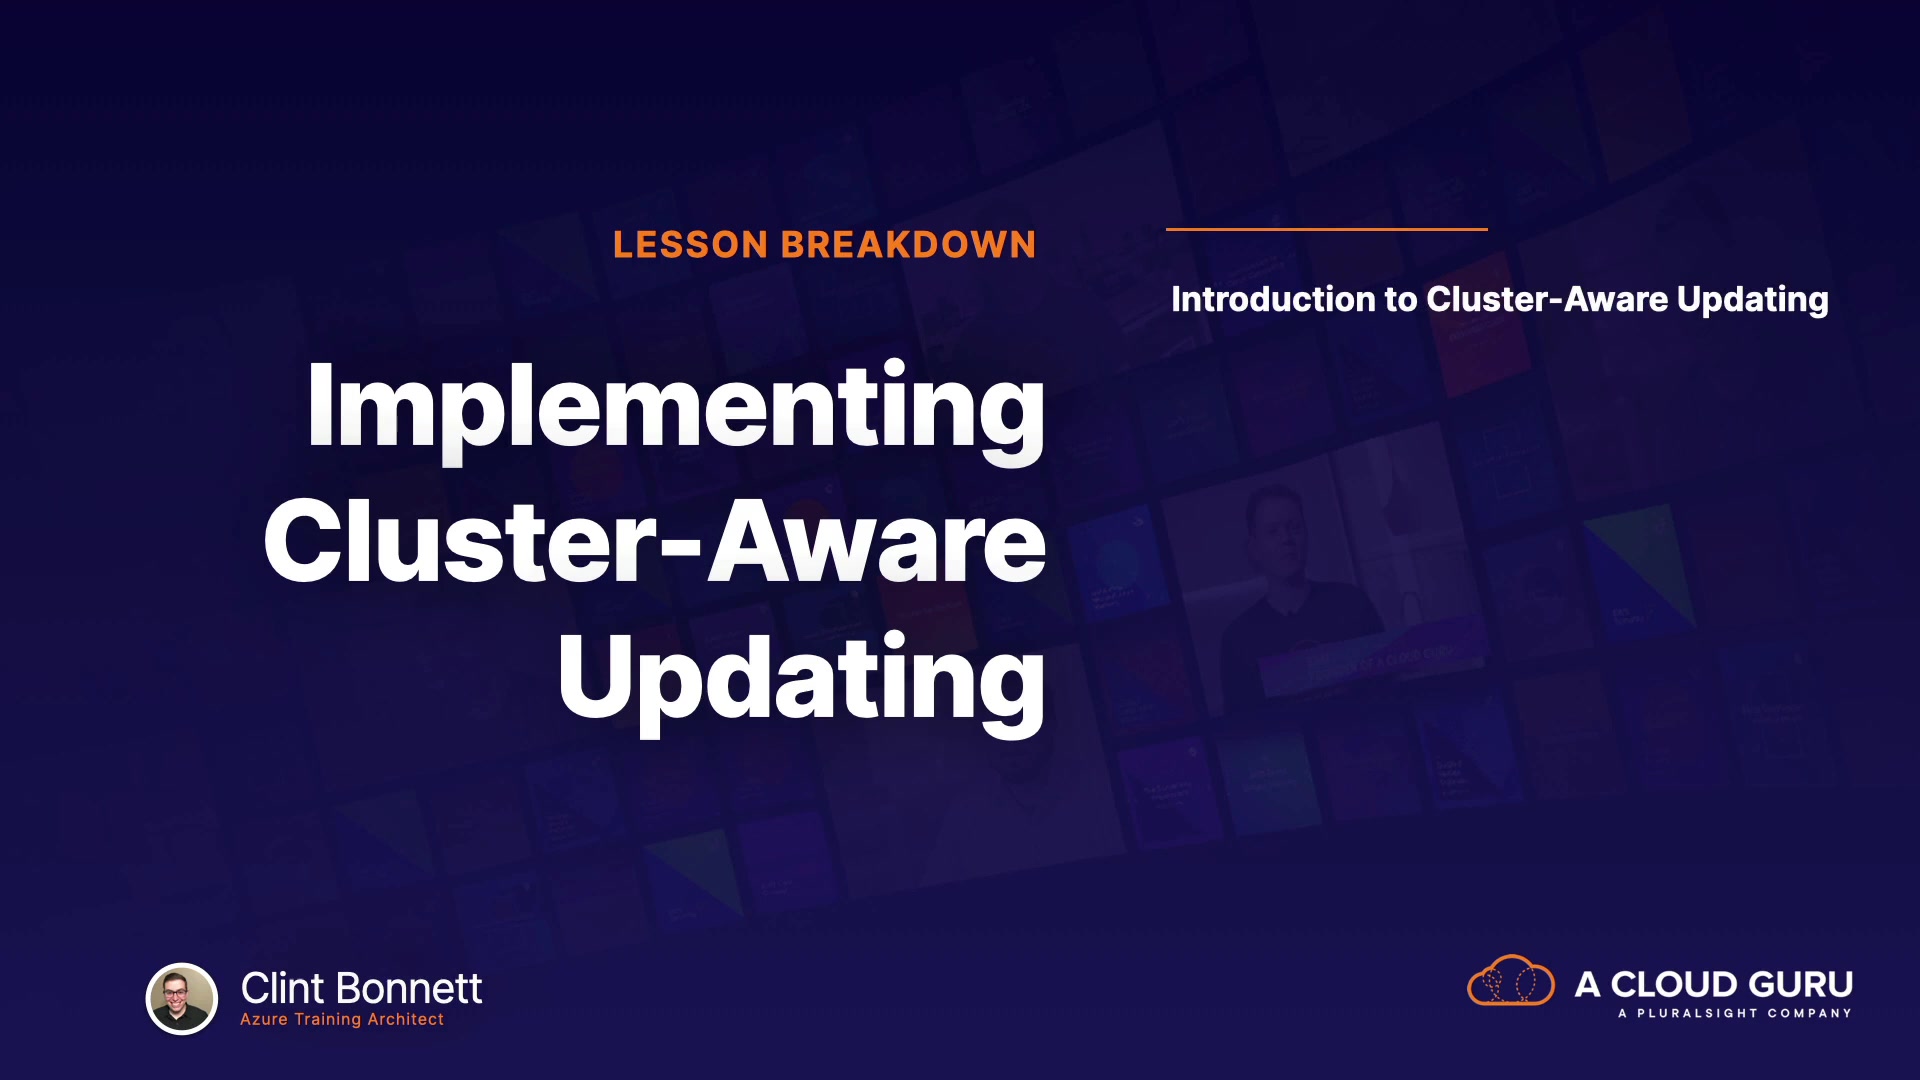 LESSON BREAKDOWN
Implementing
Cluster-Aware
Updating
Introduction to Cluster-Aware Updating
Clint Bonnett
Azure Training Architect
A CLOUD GURU
A PLURALSIGHT COMPANY